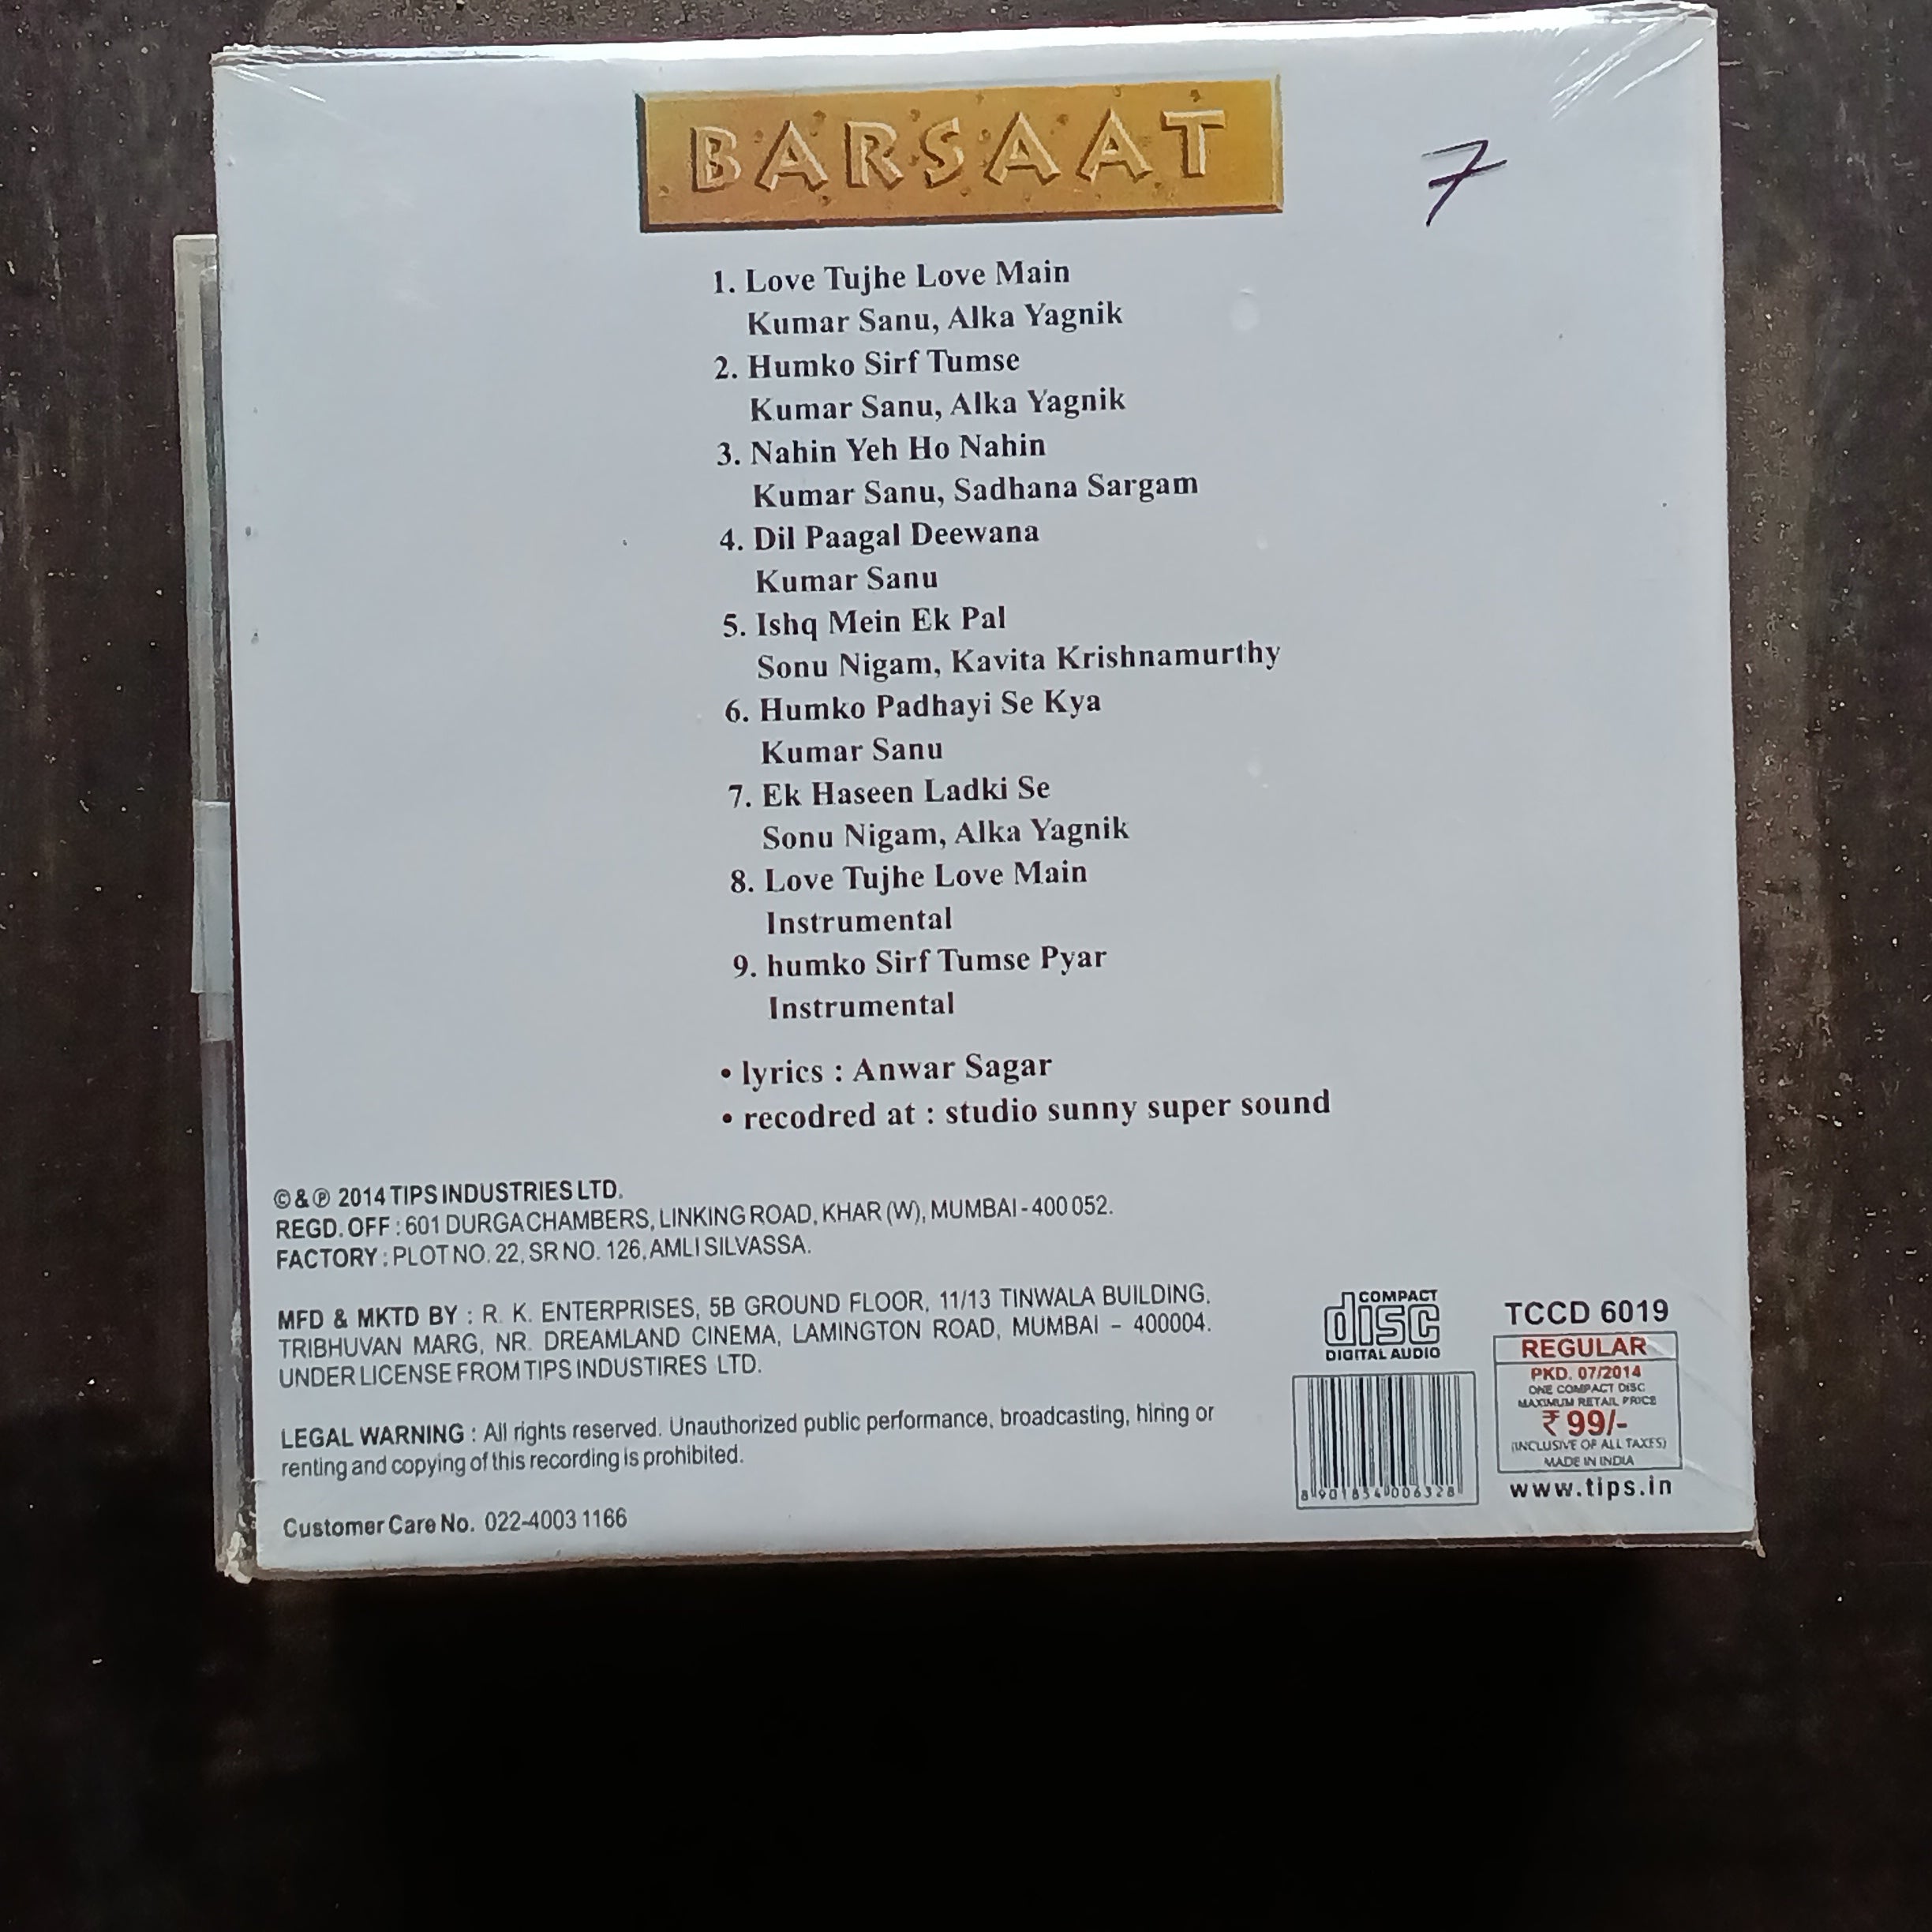 BARSAAT
7
1. Love Tujhe Love Main
Kumar Sanu, Alka Yagnik
2. Humko Sirf Tumse
Kumar Sanu, Alka Yagnik
3. Nahin Yeh Ho Nahin
Kumar Sanu, Sadhana Sargam
4. Dil Paagal Deewana
Kumar Sanu
5. Ishq Mein Ek Pal
Sonu Nigam, Kavita Krishnamurthy
6. Humko Padhayi Se Kya
Kumar Sanu
7. Ek Haseen Ladki Se
Sonu Nigam, Alka Yagnik
8. Love Tujhe Love Main
Instrumental
9. humko Sirf Tumse Pyar
Instrumental
• lyrics : Anwar Sagar
• recodred at : studio sunny super sound
© & ℗ 2014 TIPS INDUSTRIES LTD.
REGD. OFF : 601 DURGA CHAMBERS, LINKING ROAD, KHAR (W), MUMBAI - 400 052.
FACTORY : PLOT NO. 22, SR NO. 126, AMLI SILVASSA.
MFD & MKTD BY : R. K. ENTERPRISES, 5B GROUND FLOOR, 11/13 TINWALA BUILDING,
TRIBHUVAN MARG, NR. DREAMLAND CINEMA, LAMINGTON ROAD, MUMBAI – 400004.
UNDER LICENSE FROM TIPS INDUSTIRES LTD.
LEGAL WARNING : All rights reserved. Unauthorized public performance, broadcasting, hiring or
renting and copying of this recording is prohibited.
Customer Care No. 022-4003 1166
COMPACT
disc
DIGITAL AUDIO
8 901854 006328
TCCD 6019
REGULAR
PKD. 07/2014
ONE COMPACT DISC
MAXIMUM RETAIL PRICE
₹ 99/-
(INCLUSIVE OF ALL TAXES)
MADE IN INDIA
www.tips.in